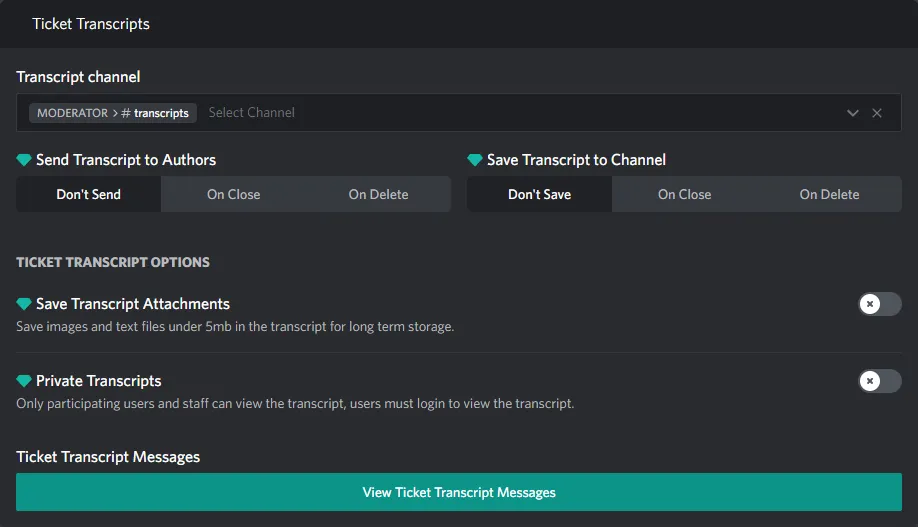 Ticket Transcripts
Transcript channel
MODERATOR > # transcripts Select Channel
Send Transcript to Authors
Don't Send On Close On Delete
Save Transcript to Channel
Don't Save On Close On Delete
TICKET TRANSCRIPT OPTIONS
Save Transcript Attachments
Save images and text files under 5mb in the transcript for long term storage.
Private Transcripts
Only participating users and staff can view the transcript, users must login to view the transcript.
Ticket Transcript Messages
View Ticket Transcript Messages